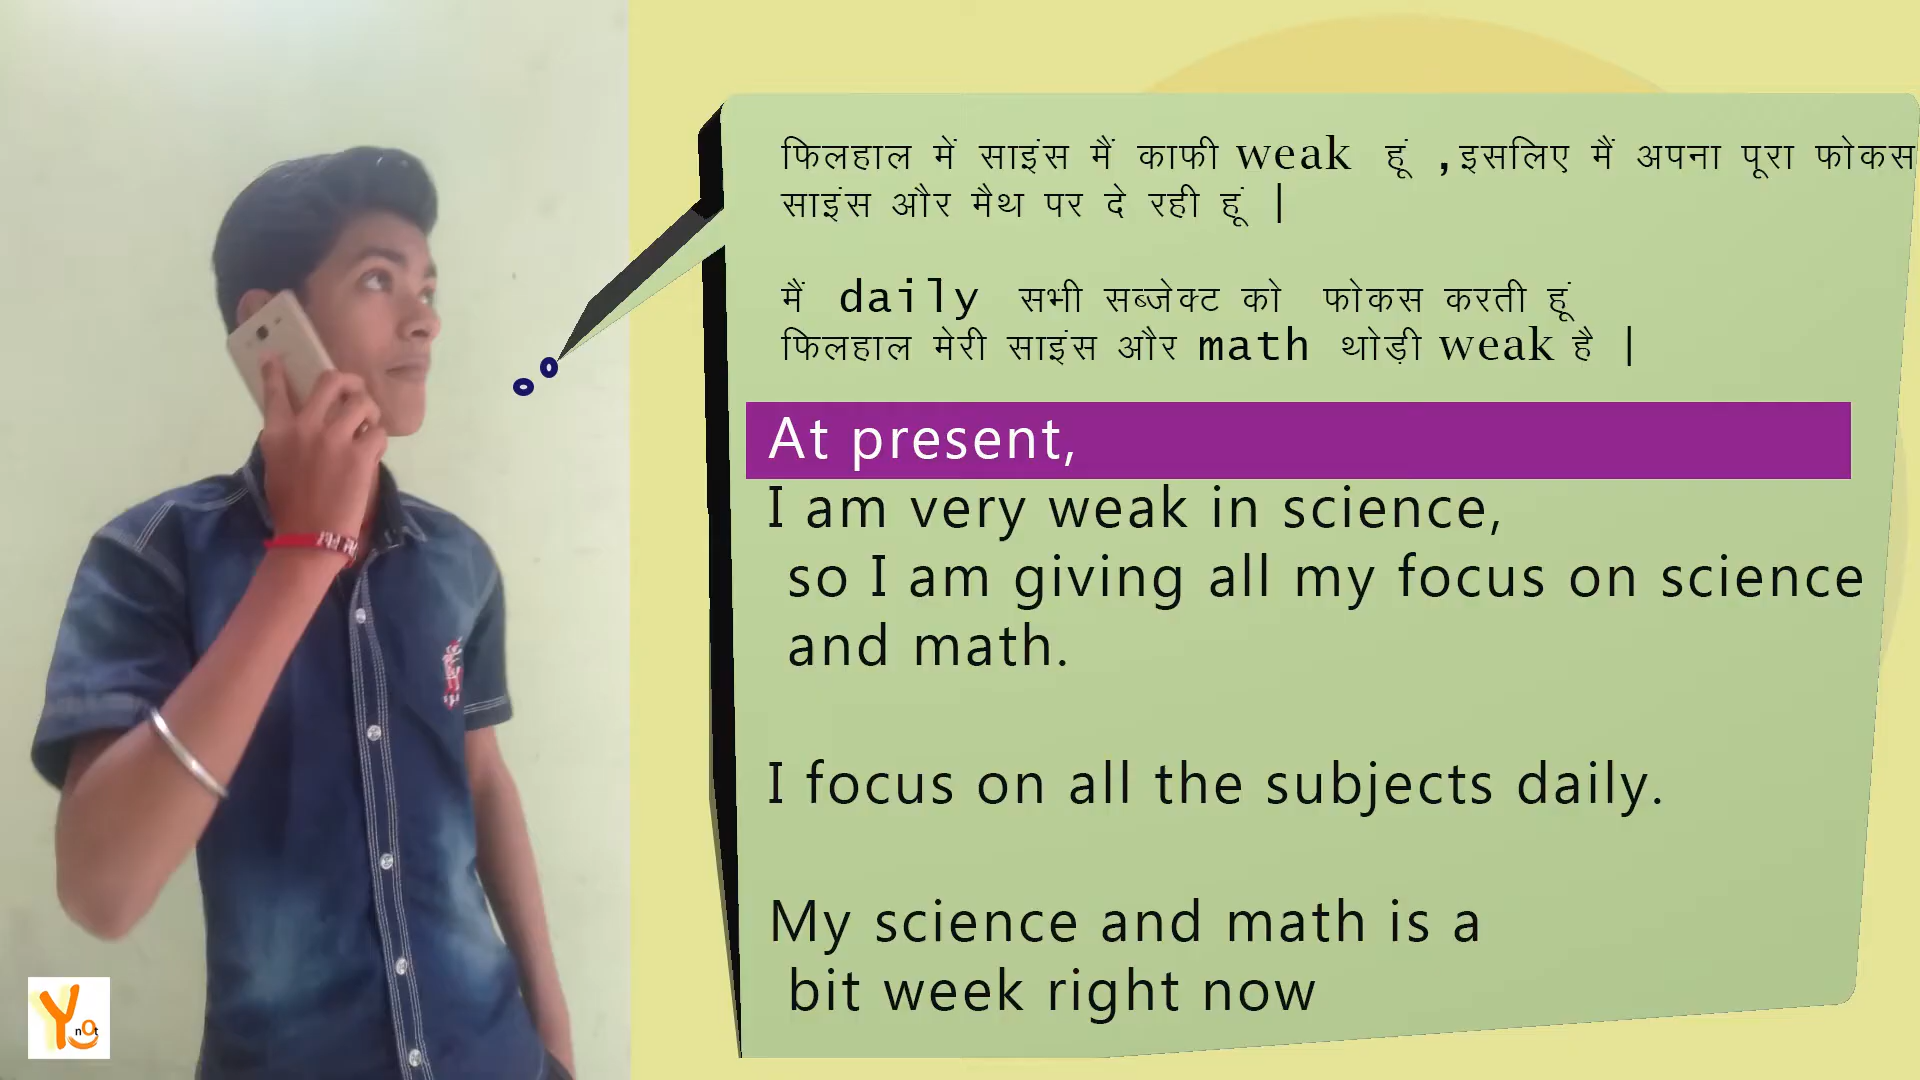 फिलहाल में साइंस मैं काफी weak हूं ,इसलिए मैं अपना पूरा फोकस
साइंस और मैथ पर दे रही हूं |
मैं daily सभी सब्जेक्ट को फोकस करती हूं
फिलहाल मेरी साइंस और math थोड़ी weak है |
At present,
I am very weak in science,
so I am giving all my focus on science
and math.
I focus on all the subjects daily.
My science and math is a
bit week right now
Y nOt